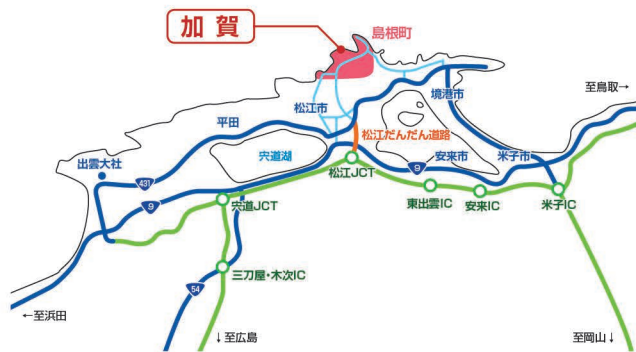 加賀
島根町
至鳥取→
境港市
松江市
平田
松江だんだん道路
出雲大社
宍道湖
9
安来市
米子市
431
松江JCT
9
宍道JCT
東出雲IC
安来IC
米子IC
三刀屋・木次IC
54
←至浜田
↓至広島
至岡山↓